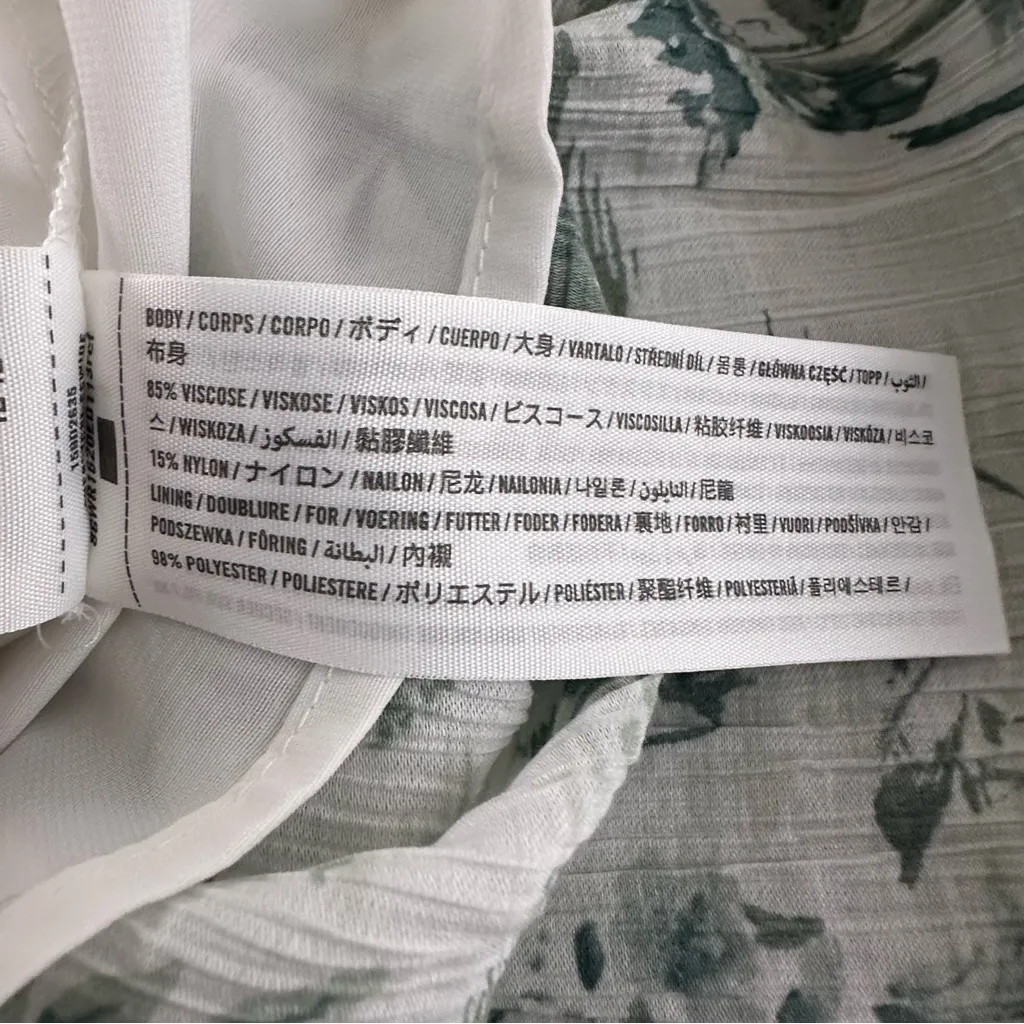 BODY / CORPS / CORPO / ボディ / CUERPO / 大身 / VARTALO / STŘEDNÍ DÍL / 몸통 / GŁÓWNA CZĘŚĆ / TOPP / الثوب /
布身
85% VISCOSE / VISKOSE / VISKOS / VISCOSA / ビスコース / VISCOSILLA / 粘胶纤维 / VISKOOSIA / VISKÓZA / 비스코
스 / WISKOZA / الفسكوز / 黏膠纖維
15% NYLON / ナイロン / NAILON / 尼龙 / NAILONIA / 나일론 / النايلون / 尼龍
LINING / DOUBLURE / FOR / VOERING / FUTTER / FODER / FODERA / 裏地 / FORRO / 衬里 / VUORI / PODŠÍVKA / 안감 /
PODSZEWKA / FÔRING / البطانة / 內襯
98% POLYESTER / POLIESTERE / ポリエステル / POLIÉSTER / 聚酯纤维 / POLYESTERIÄ / 폴리에스테르 /